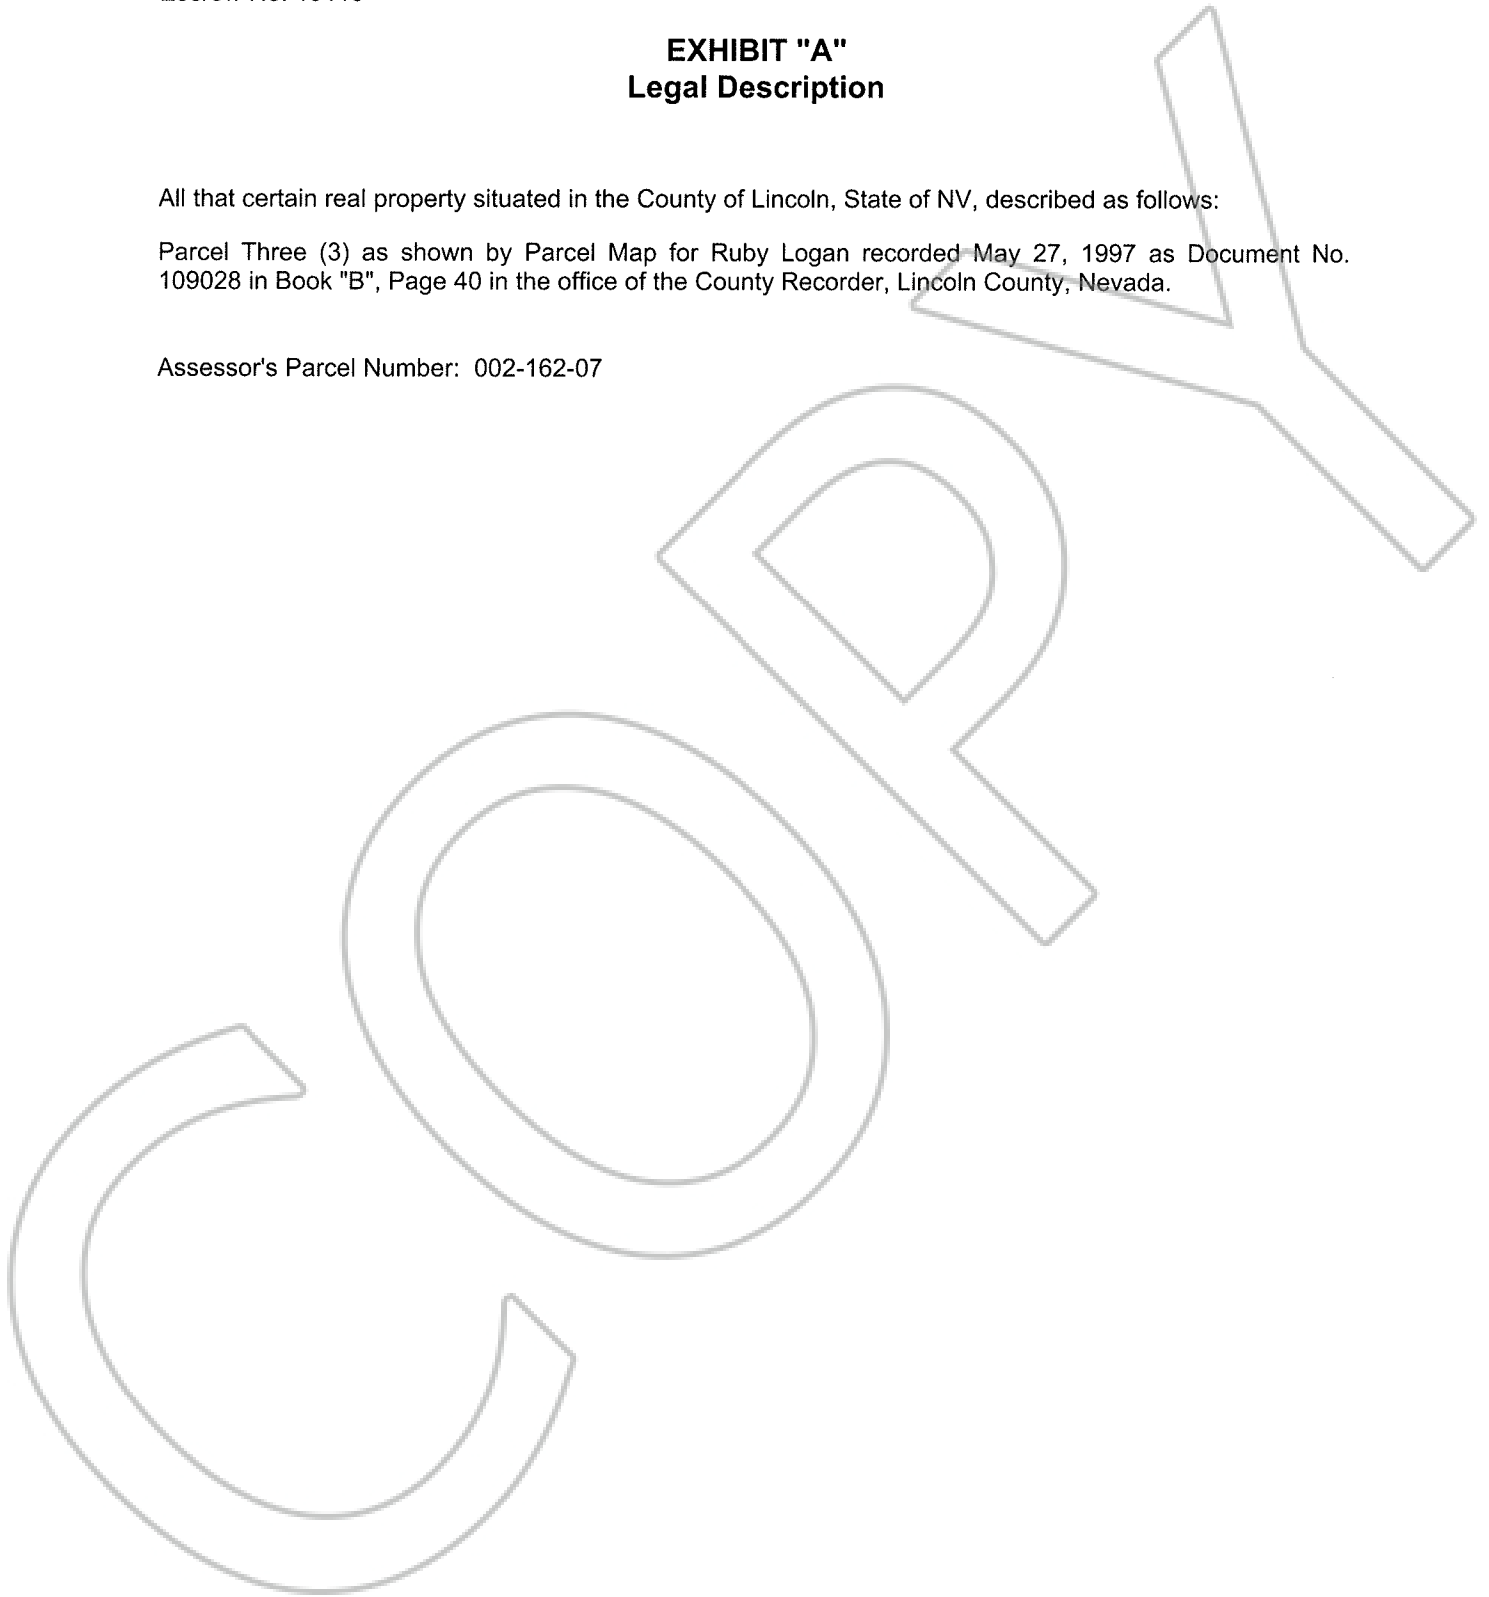 EXHIBIT "A"
Legal Description
All that certain real property situated in the County of Lincoln, State of NV, described as follows:
Parcel Three (3) as shown by Parcel Map for Ruby Logan recorded May 27, 1997 as Document No.
109028 in Book "B", Page 40 in the office of the County Recorder, Lincoln County, Nevada.
Assessor's Parcel Number: 002-162-07
COPY